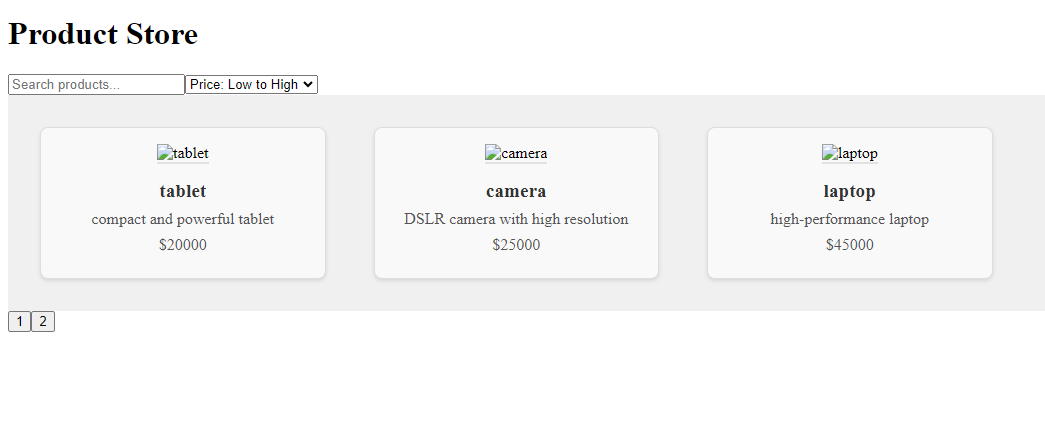 Product Store
Search products... Price: Low to High
tablet camera laptop
tablet camera laptop
compact and powerful tablet DSLR camera with high resolution high-performance laptop
$20000 $25000 $45000
1 2